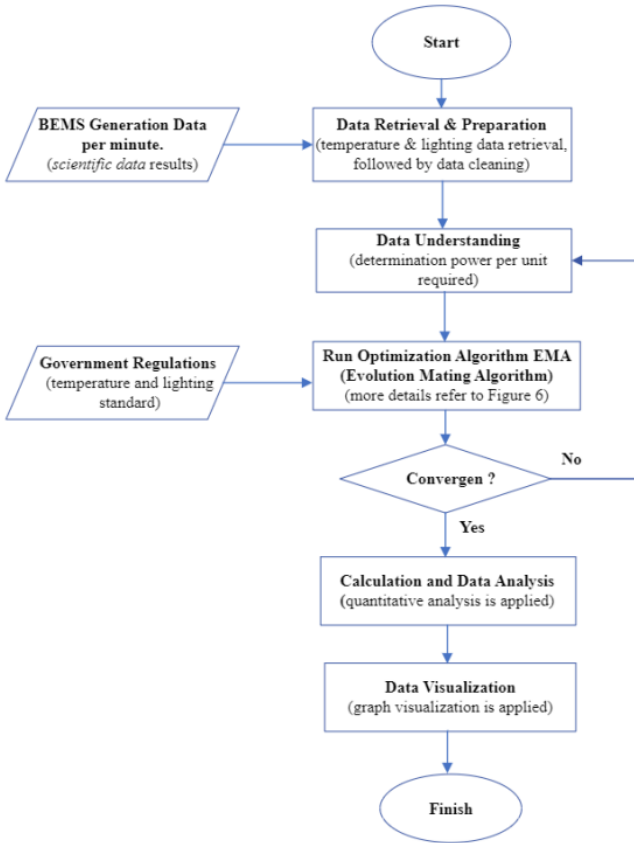 Start
BEMS Generation Data
per minute.
(scientific data results)
Data Retrieval & Preparation
(temperature & lighting data retrieval,
followed by data cleaning)
Data Understanding
(determination power per unit
required)
Government Regulations
(temperature and lighting
standard)
Run Optimization Algorithm EMA
(Evolution Mating Algorithm)
(more details refer to Figure 6)
Convergen ?
No
Yes
Calculation and Data Analysis
(quantitative analysis is applied)
Data Visualization
(graph visualization is applied)
Finish